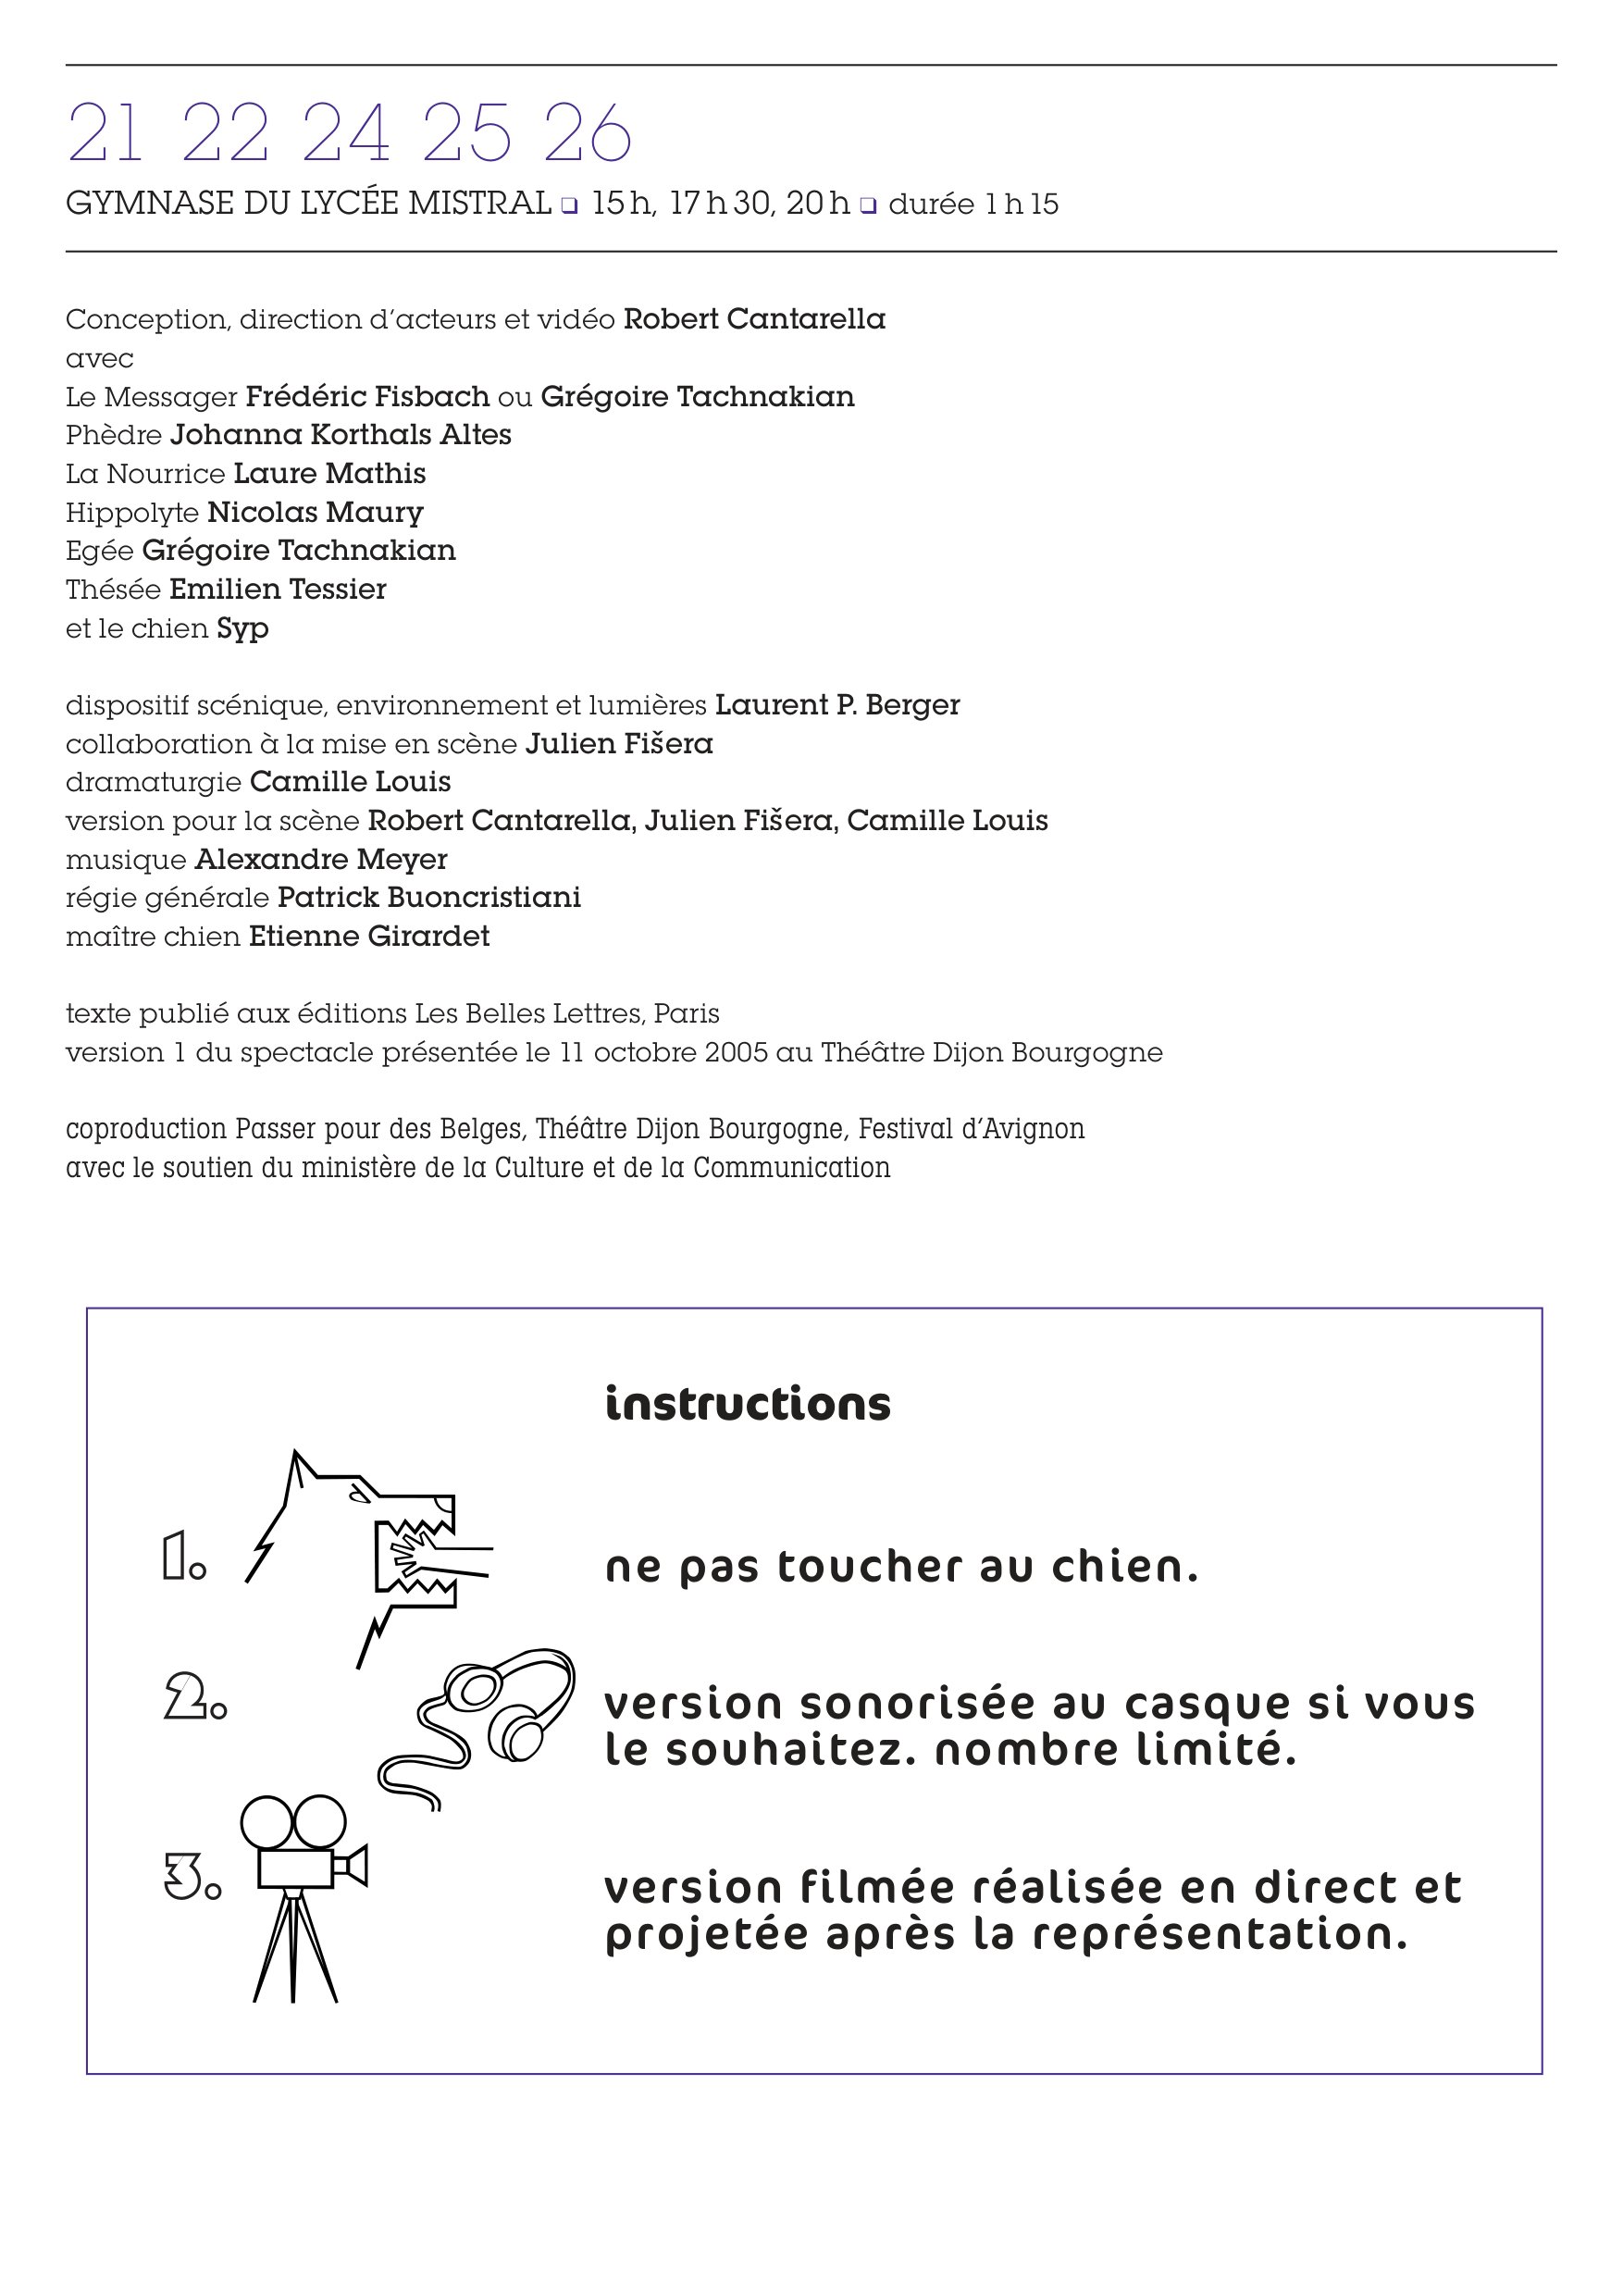 21 22 24 25 26
GYMNASE DU LYCÉE MISTRAL ❏ 15 h, 17 h 30, 20 h ❏ durée 1 h 15
Conception, direction d’acteurs et vidéo Robert Cantarella
avec
Le Messager Frédéric Fisbach ou Grégoire Tachnakian
Phèdre Johanna Korthals Altes
La Nourrice Laure Mathis
Hippolyte Nicolas Maury
Egée Grégoire Tachnakian
Thésée Emilien Tessier
et le chien Syp
dispositif scénique, environnement et lumières Laurent P. Berger
collaboration à la mise en scène Julien Fišera
dramaturgie Camille Louis
version pour la scène Robert Cantarella, Julien Fišera, Camille Louis
musique Alexandre Meyer
régie générale Patrick Buoncristiani
maître chien Etienne Girardet
texte publié aux éditions Les Belles Lettres, Paris
version 1 du spectacle présentée le 11 octobre 2005 au Théâtre Dijon Bourgogne
coproduction Passer pour des Belges, Théâtre Dijon Bourgogne, Festival d’Avignon
avec le soutien du ministère de la Culture et de la Communication
instructions
1. ne pas toucher au chien.
2. version sonorisée au casque si vous
le souhaitez. nombre limité.
3. version filmée réalisée en direct et
projetée après la représentation.